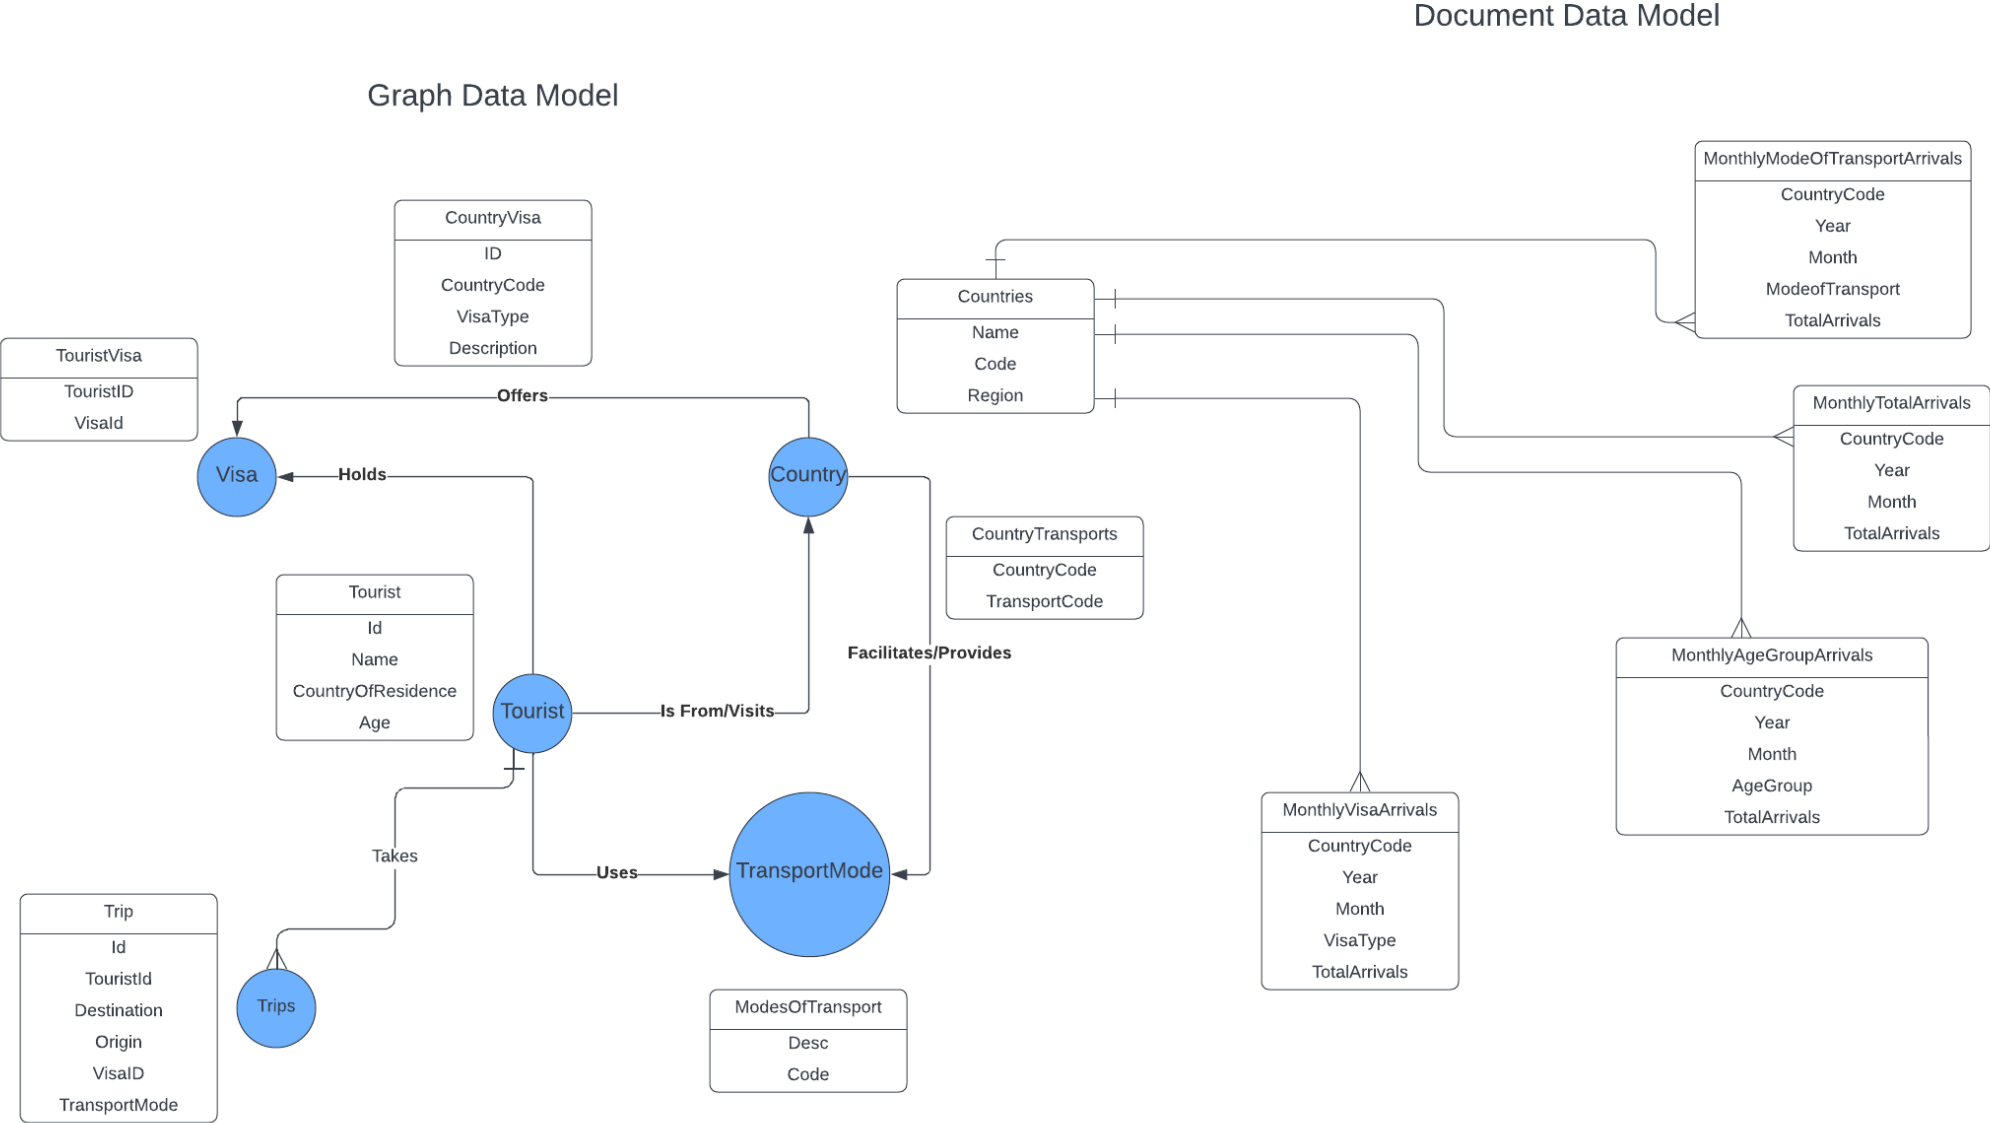 Document Data Model
Graph Data Model
CountryVisa
ID
CountryCode
VisaType
Description
TouristVisa
TouristID
VisaId
Offers
Visa
Holds
Country
Tourist
Id
Name
CountryOfResidence
Age
Tourist
Is From/Visits
CountryTransports
CountryCode
TransportCode
Facilitates/Provides
Takes
Uses
TransportMode
Trip
Id
TouristId
Destination
Origin
VisaID
TransportMode
Trips
ModesOfTransport
Desc
Code
Countries
Name
Code
Region
MonthlyModeOfTransportArrivals
CountryCode
Year
Month
ModeofTransport
TotalArrivals
MonthlyTotalArrivals
CountryCode
Year
Month
TotalArrivals
MonthlyAgeGroupArrivals
CountryCode
Year
Month
AgeGroup
TotalArrivals
MonthlyVisaArrivals
CountryCode
Year
Month
VisaType
TotalArrivals